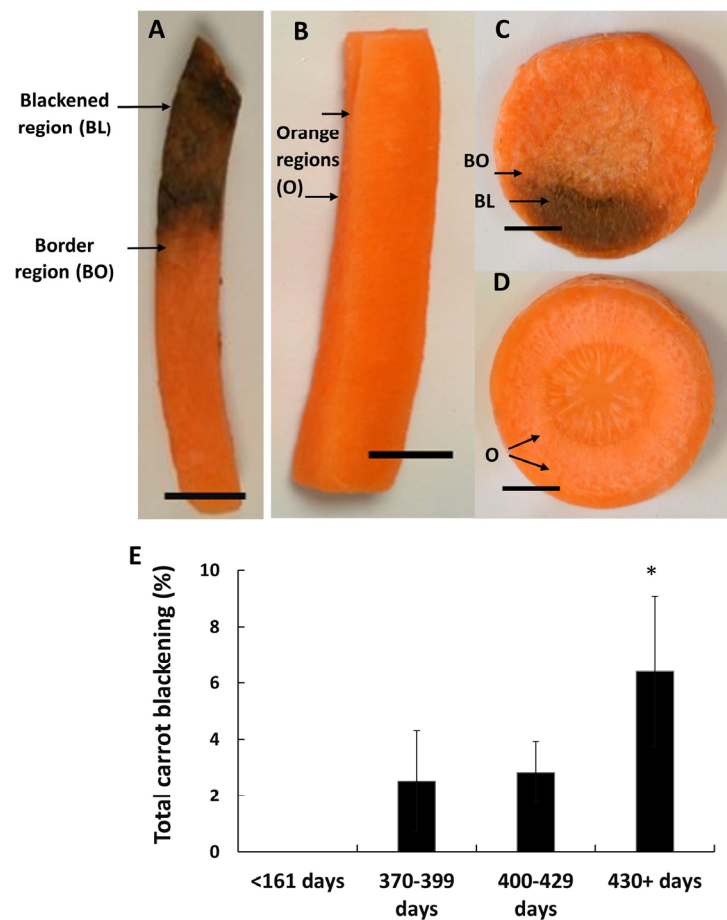 A
B
C
Blackened
region (BL)
Orange
regions
(O)
BO
BL
Border
region (BO)
D
O
E
Total carrot blackening (%)
10
8
6
4
2
0
*
<161 days
370-399
days
400-429
days
430+ days